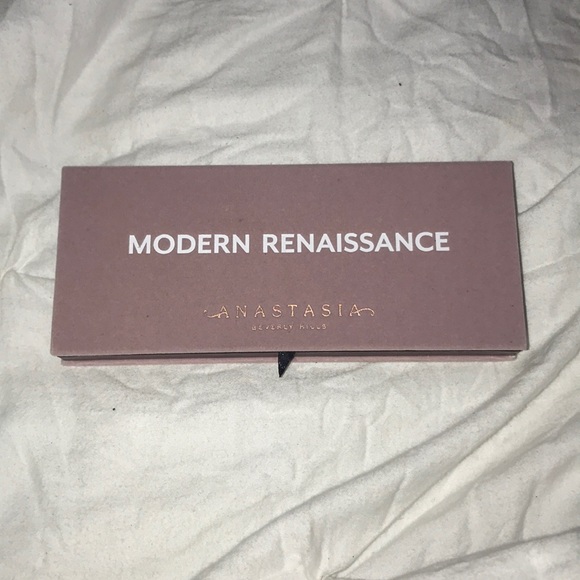 MODERN RENAISSANCE
ANASTASIA
BEVERLY HILLS